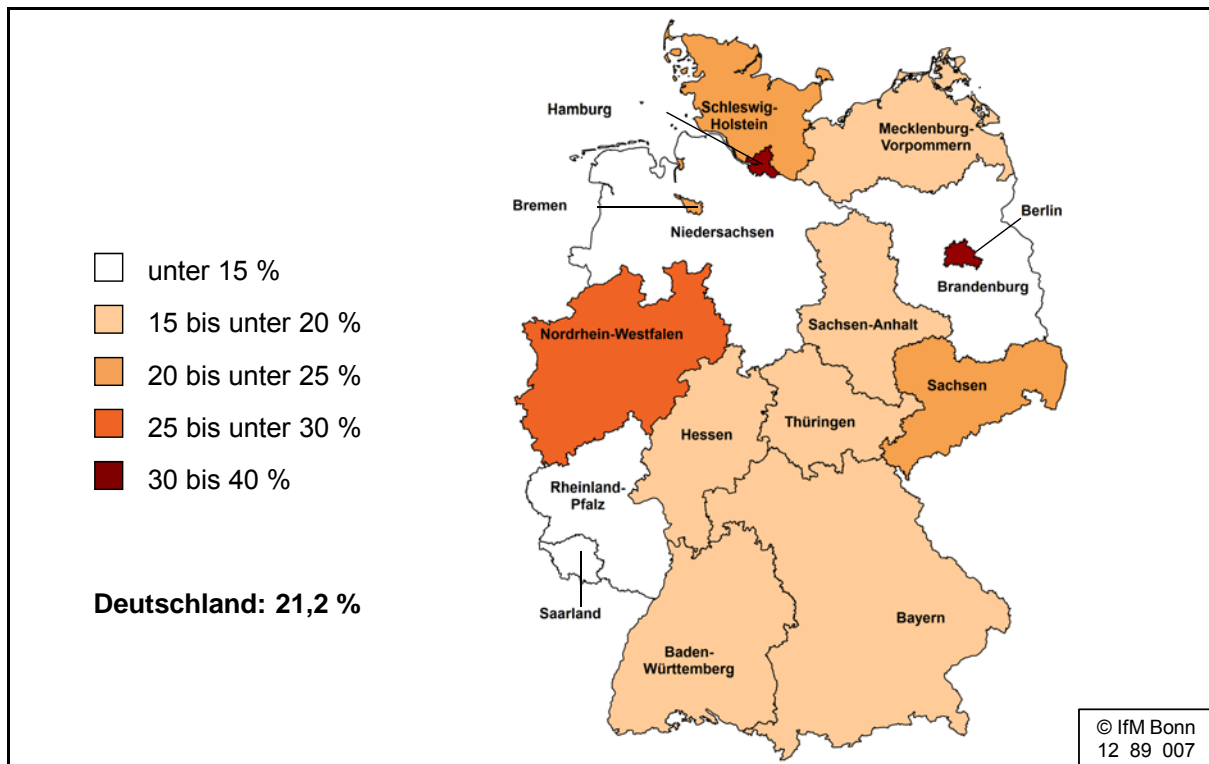 Hamburg
Schleswig-
Holstein
Mecklenburg-
Vorpommern
Bremen
Niedersachsen
Berlin
Brandenburg
unter 15 %
15 bis unter 20 %
20 bis unter 25 %
25 bis unter 30 %
30 bis 40 %
Nordrhein-Westfalen
Sachsen-Anhalt
Sachsen
Hessen
Thüringen
Rheinland-
Pfalz
Saarland
Deutschland: 21,2 %
Bayern
Baden-
Württemberg
© IfM Bonn
12 89 007